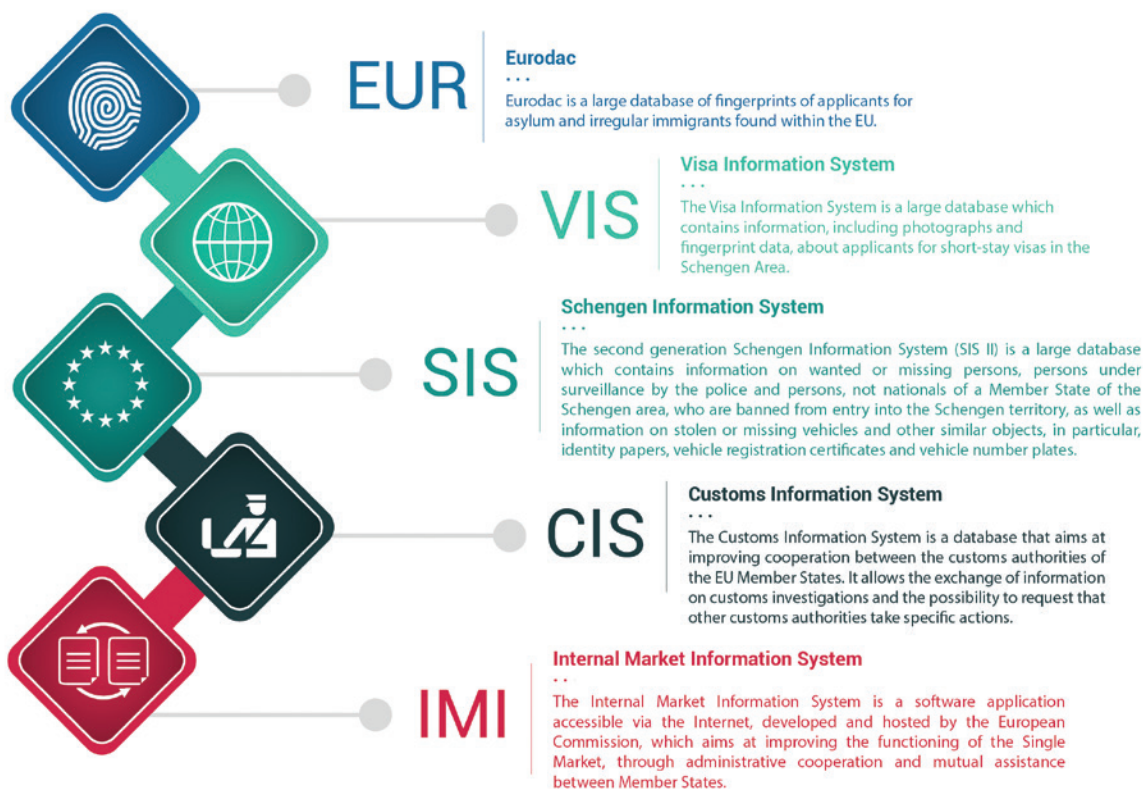 EUR
Eurodac
...
Eurodac is a large database of fingerprints of applicants for
asylum and irregular immigrants found within the EU.
VIS
Visa Information System
...
The Visa Information System is a large database which
contains information, including photographs and
fingerprint data, about applicants for short-stay visas in the
Schengen Area.
SIS
Schengen Information System
...
The second generation Schengen Information System (SIS II) is a large database
which contains information on wanted or missing persons, persons under
surveillance by the police and persons, not nationals of a Member State of the
Schengen area, who are banned from entry into the Schengen territory, as well as
information on stolen or missing vehicles and other similar objects, in particular,
identity papers, vehicle registration certificates and vehicle number plates.
CIS
Customs Information System
...
The Customs Information System is a database that aims at
improving cooperation between the customs authorities of
the EU Member States. It allows the exchange of information
on customs investigations and the possibility to request that
other customs authorities take specific actions.
IMI
Internal Market Information System
..
The Internal Market Information System is a software application
accessible via the Internet, developed and hosted by the European
Commission, which aims at improving the functioning of the Single
Market, through administrative cooperation and mutual assistance
between Member States.